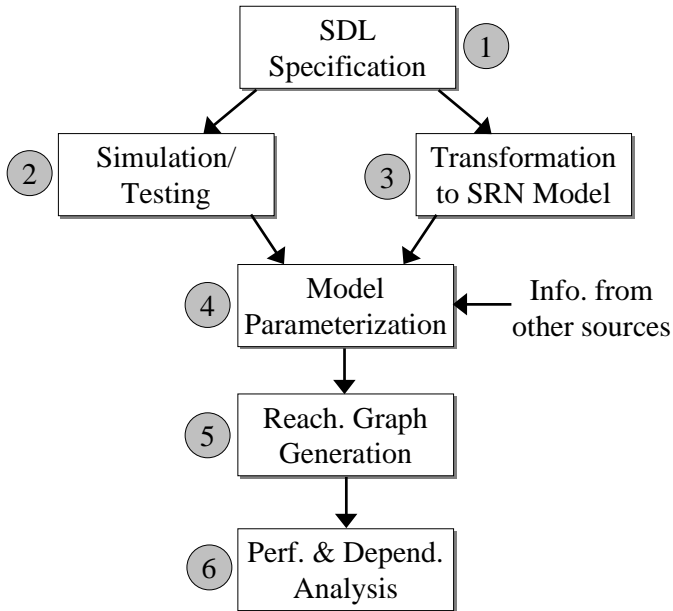 SDL
Specification
1
2
Simulation/
Testing
3
Transformation
to SRN Model
4
Model
Parameterization
Info. from
other sources
5
Reach. Graph
Generation
6
Perf. & Depend.
Analysis